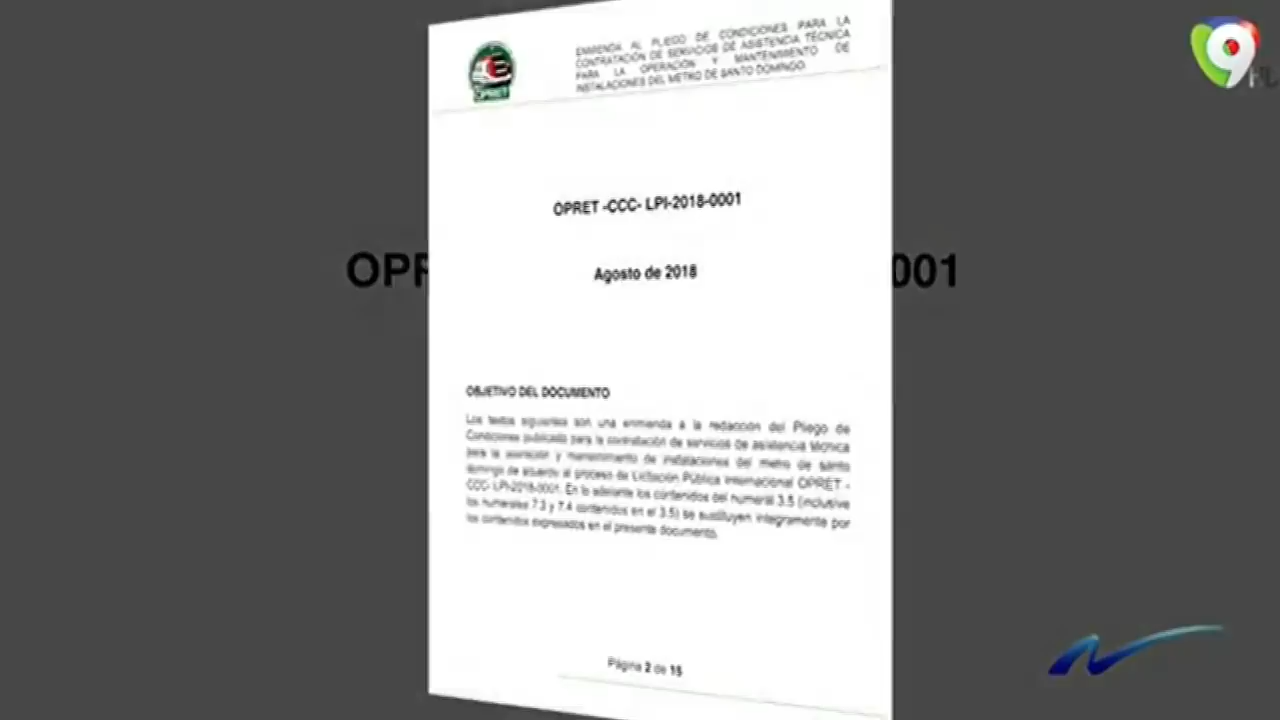 ENMIENDA AL PLIEGO DE CONDICIONES PARA LA
CONTRATACIÓN DE SERVICIOS DE ASISTENCIA TÉCNICA
PARA LA OPERACIÓN Y MANTENIMIENTO DE
INSTALACIONES DEL METRO DE SANTO DOMINGO
OPRET
9
OPRET -CCC- LPI-2018-0001
Agosto de 2018
OPR
001
OBJETIVO DEL DOCUMENTO
Los textos siguientes son una enmienda a la redacción del Pliego de
Condiciones publicado para la contratación de servicios de asistencia técnica
para la operación y mantenimiento de instalaciones del metro de santo
domingo de acuerdo al proceso de Licitación Pública Internacional OPRET -
CCC- LPI-2018-0001. En lo adelante los contenidos del numeral 3.5 (inclusive
los numerales 7.3 y 7.4 contenidos en el 3.5) se sustituyen íntegramente por
los contenidos expresados en el presente documento.
Página 2 de 15